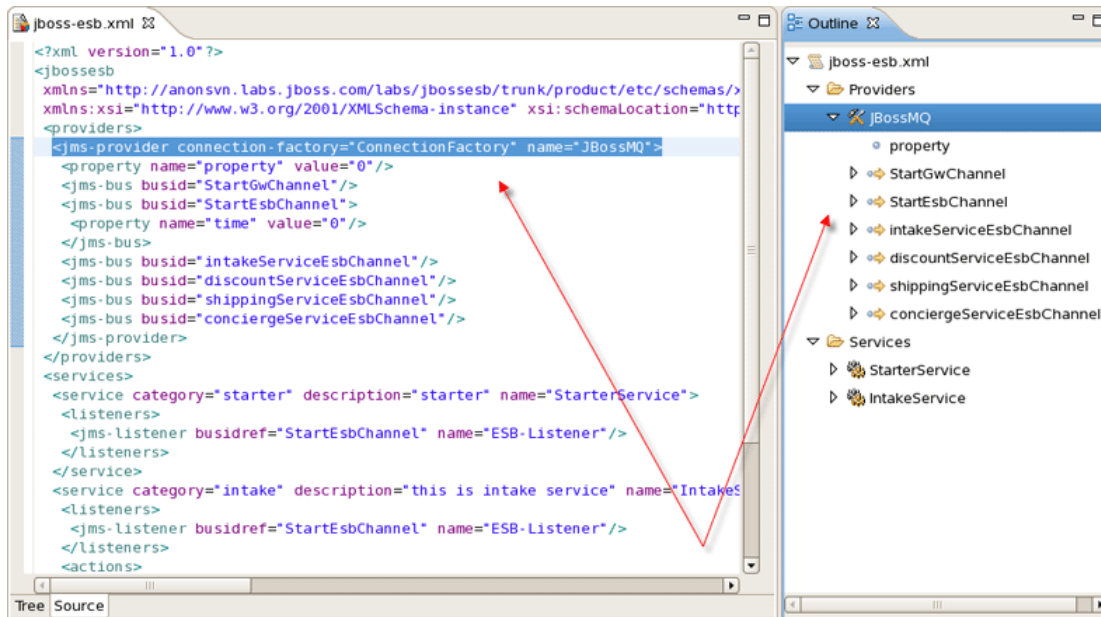 jboss-esb.xml
<?xml version="1.0"?>
<jbossesb
xmlns="http://anonsvn.labs.jboss.com/labs/jbossesb/trunk/product/etc/schemas/
xmlns:xsi="http://www.w3.org/2001/XMLSchema-instance" xsi:schemaLocation="http
<providers>
<jms-provider connection-factory="ConnectionFactory" name="JBossMQ">
<property name="property" value="0"/>
<jms-bus busid="StartGwChannel"/>
<jms-bus busid="StartEsbChannel">
<property name="time" value="0"/>
</jms-bus>
<jms-bus busid="intakeServiceEsbChannel"/>
<jms-bus busid="discountServiceEsbChannel"/>
<jms-bus busid="shippingServiceEsbChannel"/>
<jms-bus busid="conciergeServiceEsbChannel"/>
</jms-provider>
</providers>
<services>
<service category="starter" description="starter" name="StarterService">
<listeners>
<jms-listener busidref="StartEsbChannel" name="ESB-Listener"/>
</listeners>
</service>
<service category="intake" description="this is intake service" name="IntakeS
<listeners>
<jms-listener busidref="StartEsbChannel" name="ESB-Listener"/>
</listeners>
<actions>
Tree Source
Outline
jboss-esb.xml
Providers
JBossMQ
property
StartGwChannel
StartEsbChannel
intakeServiceEsbChannel
discountServiceEsbChannel
shippingServiceEsbChannel
conciergeServiceEsbChannel
Services
StarterService
IntakeService